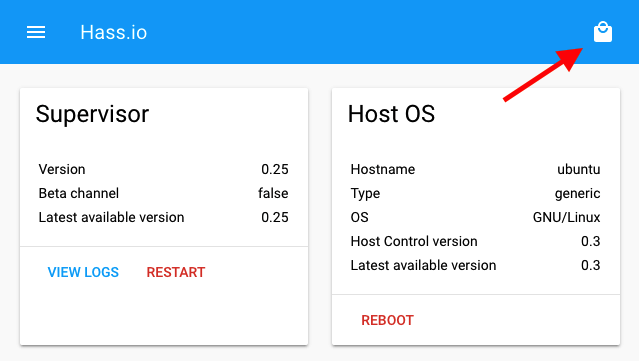 Hass.io
Supervisor
Version 0.25
Beta channel false
Latest available version 0.25
VIEW LOGS RESTART
Host OS
Hostname ubuntu
Type generic
OS GNU/Linux
Host Control version 0.3
Latest available version 0.3
REBOOT